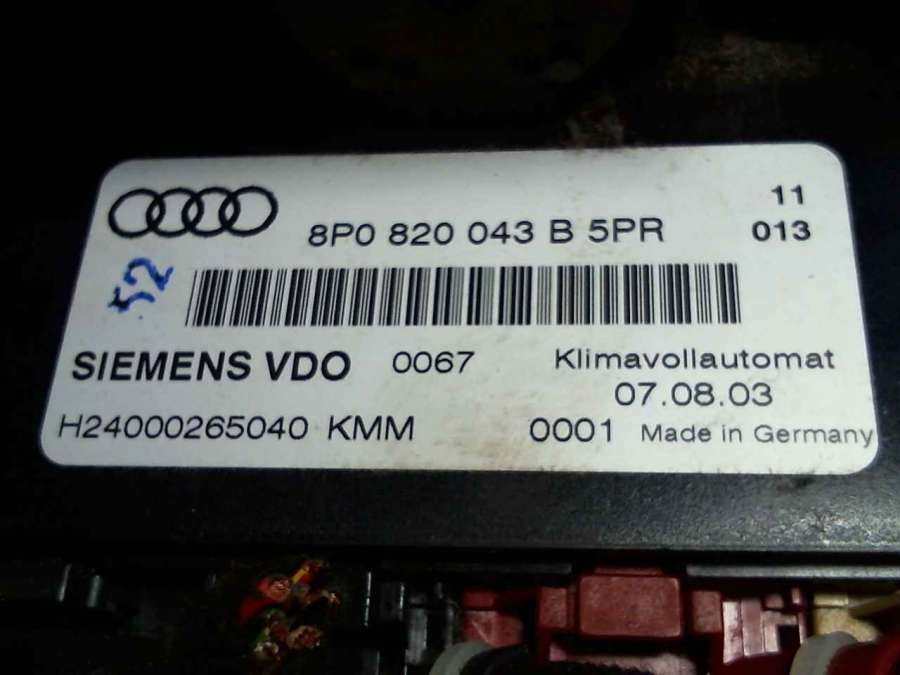 8P0 820 043 B 5PR
11
013
52
SIEMENS VDO 0067 Klimavollautomat
07.08.03
H24000265040 KMM 0001 Made in Germany